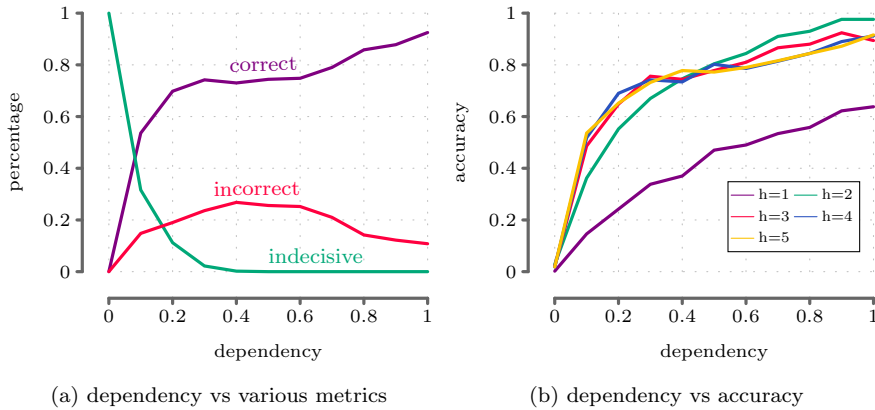 1
0.8
0.6
0.4
0.2
0
percentage
correct
incorrect
indecisive
0 0.2 0.4 0.6 0.8 1
dependency
(a) dependency vs various metrics
1
0.8
0.6
0.4
0.2
0
accuracy
h=1 h=2
h=3 h=4
h=5
0 0.2 0.4 0.6 0.8 1
dependency
(b) dependency vs accuracy